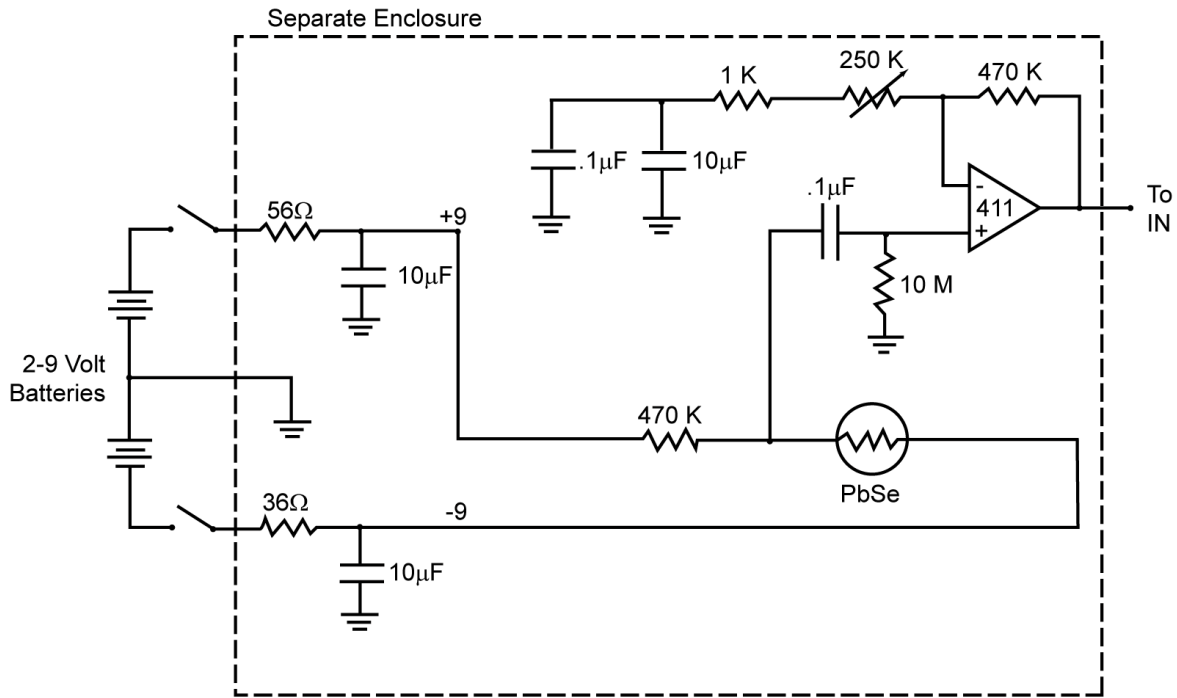 Separate Enclosure
1 K
250 K
470 K
.1μF
10μF
.1μF
-
411
+
To
IN
10 M
56Ω
+9
10μF
2-9 Volt
Batteries
470 K
PbSe
36Ω
-9
10μF